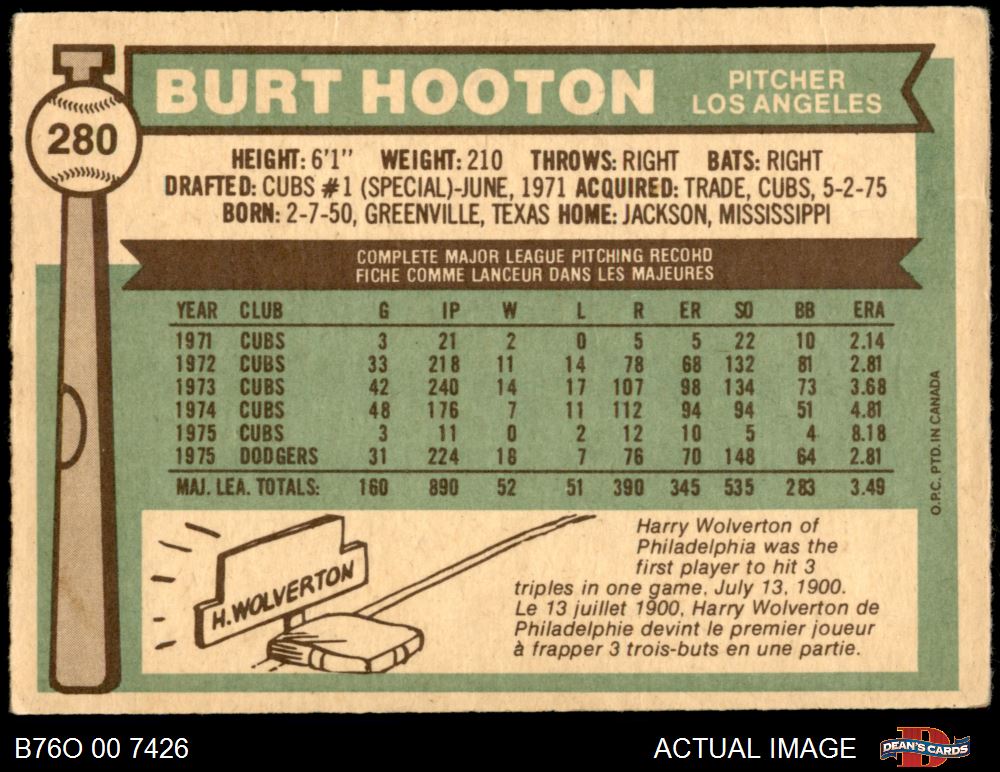 280
BURT HOOTON
PITCHER
LOS ANGELES
HEIGHT: 6'1" WEIGHT: 210 THROWS: RIGHT BATS: RIGHT
DRAFTED: CUBS #1 (SPECIAL)-JUNE, 1971 ACQUIRED: TRADE, CUBS, 5-2-75
BORN: 2-7-50, GREENVILLE, TEXAS HOME: JACKSON, MISSISSIPPI
COMPLETE MAJOR LEAGUE PITCHING RECORD
FICHE COMME LANCEUR DANS LES MAJEURES
YEAR CLUB G IP W L R ER SO BB ERA
1971 CUBS 3 21 2 0 5 5 22 10 2.14
1972 CUBS 33 218 11 14 78 68 132 81 2.81
1973 CUBS 42 240 14 17 107 98 134 73 3.68
1974 CUBS 48 176 7 11 112 94 94 51 4.81
1975 CUBS 3 11 0 2 12 10 5 4 8.18
1975 DODGERS 31 224 18 7 76 70 148 64 2.81
MAJ. LEA. TOTALS: 160 890 52 51 390 345 535 283 3.49
O.P.C. PTD. IN CANADA
H. WOLVERTON
Harry Wolverton of
Philadelphia was the
first player to hit 3
triples in one game, July 13, 1900.
Le 13 juillet 1900, Harry Wolverton de
Philadelphie devint le premier joueur
à frapper 3 trois-buts en une partie.
B76O 00 7426
ACTUAL IMAGE
DEAN'S CARDS